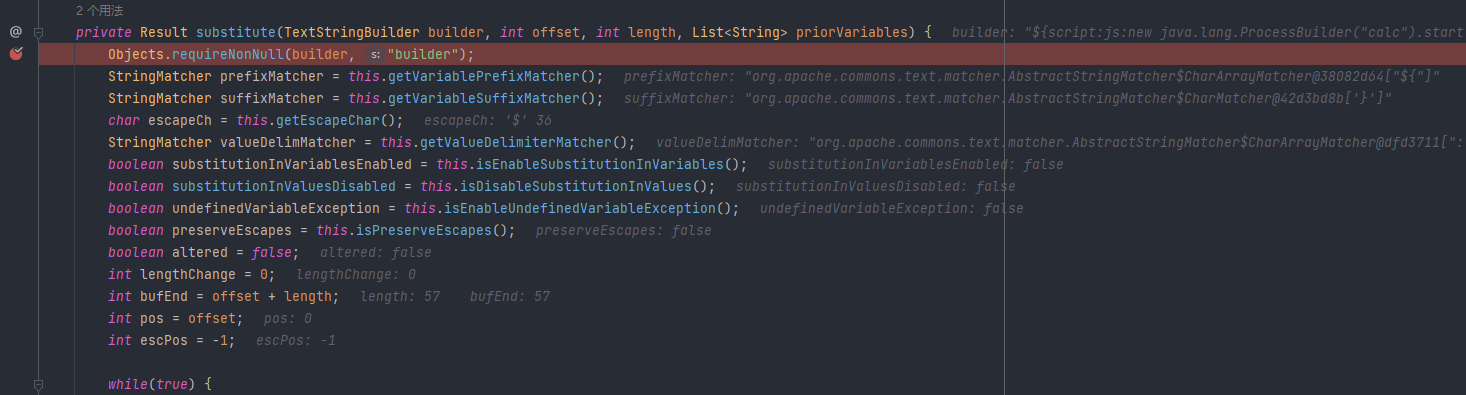 2 个用法
private Result substitute(TextStringBuilder builder, int offset, int length, List<String> priorVariables) { builder: "${script:js:new java.lang.ProcessBuilder("calc").start
Objects.requireNonNull(builder, s: "builder");
StringMatcher prefixMatcher = this.getVariablePrefixMatcher(); prefixMatcher: "org.apache.commons.text.matcher.AbstractStringMatcher$CharArrayMatcher@38082d64["${"]"
StringMatcher suffixMatcher = this.getVariableSuffixMatcher(); suffixMatcher: "org.apache.commons.text.matcher.AbstractStringMatcher$CharMatcher@42d3bd8b['}']"
char escapeCh = this.getEscapeChar(); escapeCh: '$' 36
StringMatcher valueDelimMatcher = this.getValueDelimiterMatcher(); valueDelimMatcher: "org.apache.commons.text.matcher.AbstractStringMatcher$CharArrayMatcher@dfd3711[":
boolean substitutionInVariablesEnabled = this.isEnableSubstitutionInVariables(); substitutionInVariablesEnabled: false
boolean substitutionInValuesDisabled = this.isDisableSubstitutionInValues(); substitutionInValuesDisabled: false
boolean undefinedVariableException = this.isEnableUndefinedVariableException(); undefinedVariableException: false
boolean preserveEscapes = this.isPreserveEscapes(); preserveEscapes: false
boolean altered = false; altered: false
int lengthChange = 0; lengthChange: 0
int bufEnd = offset + length; length: 57 bufEnd: 57
int pos = offset; pos: 0
int escPos = -1; escPos: -1
while(true) {